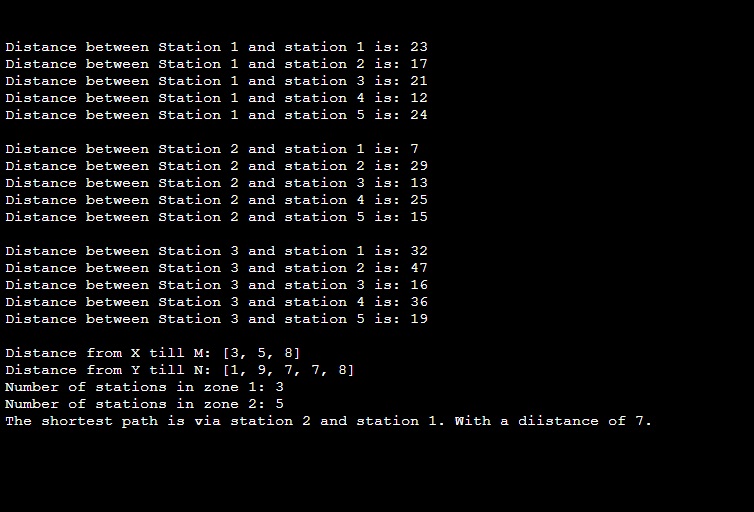 Distance between Station 1 and station 1 is: 23
Distance between Station 1 and station 2 is: 17
Distance between Station 1 and station 3 is: 21
Distance between Station 1 and station 4 is: 12
Distance between Station 1 and station 5 is: 24
Distance between Station 2 and station 1 is: 7
Distance between Station 2 and station 2 is: 29
Distance between Station 2 and station 3 is: 13
Distance between Station 2 and station 4 is: 25
Distance between Station 2 and station 5 is: 15
Distance between Station 3 and station 1 is: 32
Distance between Station 3 and station 2 is: 47
Distance between Station 3 and station 3 is: 16
Distance between Station 3 and station 4 is: 36
Distance between Station 3 and station 5 is: 19
Distance from X till M: [3, 5, 8]
Distance from Y till N: [1, 9, 7, 7, 8]
Number of stations in zone 1: 3
Number of stations in zone 2: 5
The shortest path is via station 2 and station 1. With a diistance of 7.